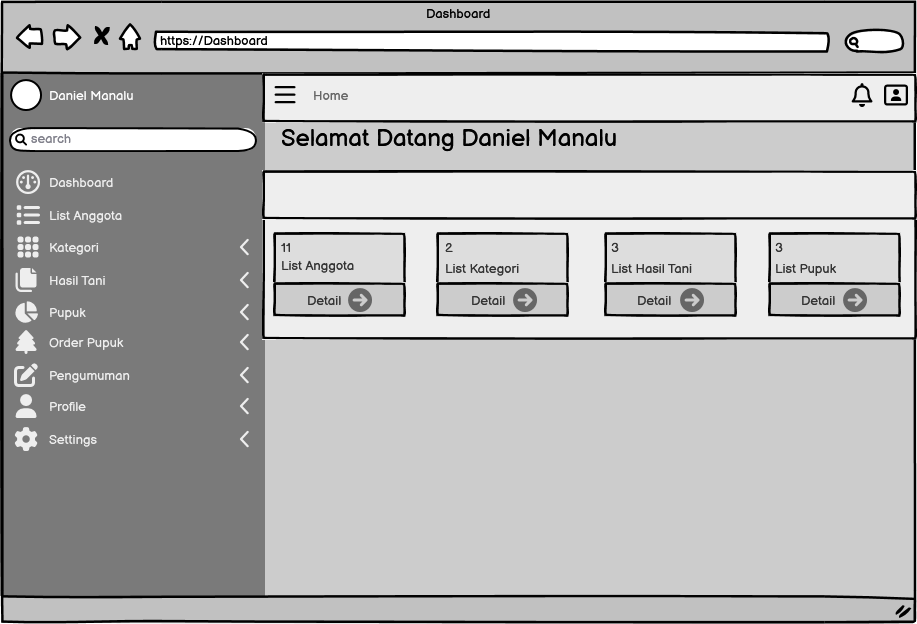 Dashboard
https://Dashboard
Daniel Manalu
search
Dashboard
List Anggota
Kategori
Hasil Tani
Pupuk
Order Pupuk
Pengumuman
Profile
Settings
Home
Selamat Datang Daniel Manalu
11
List Anggota
Detail
2
List Kategori
Detail
3
List Hasil Tani
Detail
3
List Pupuk
Detail